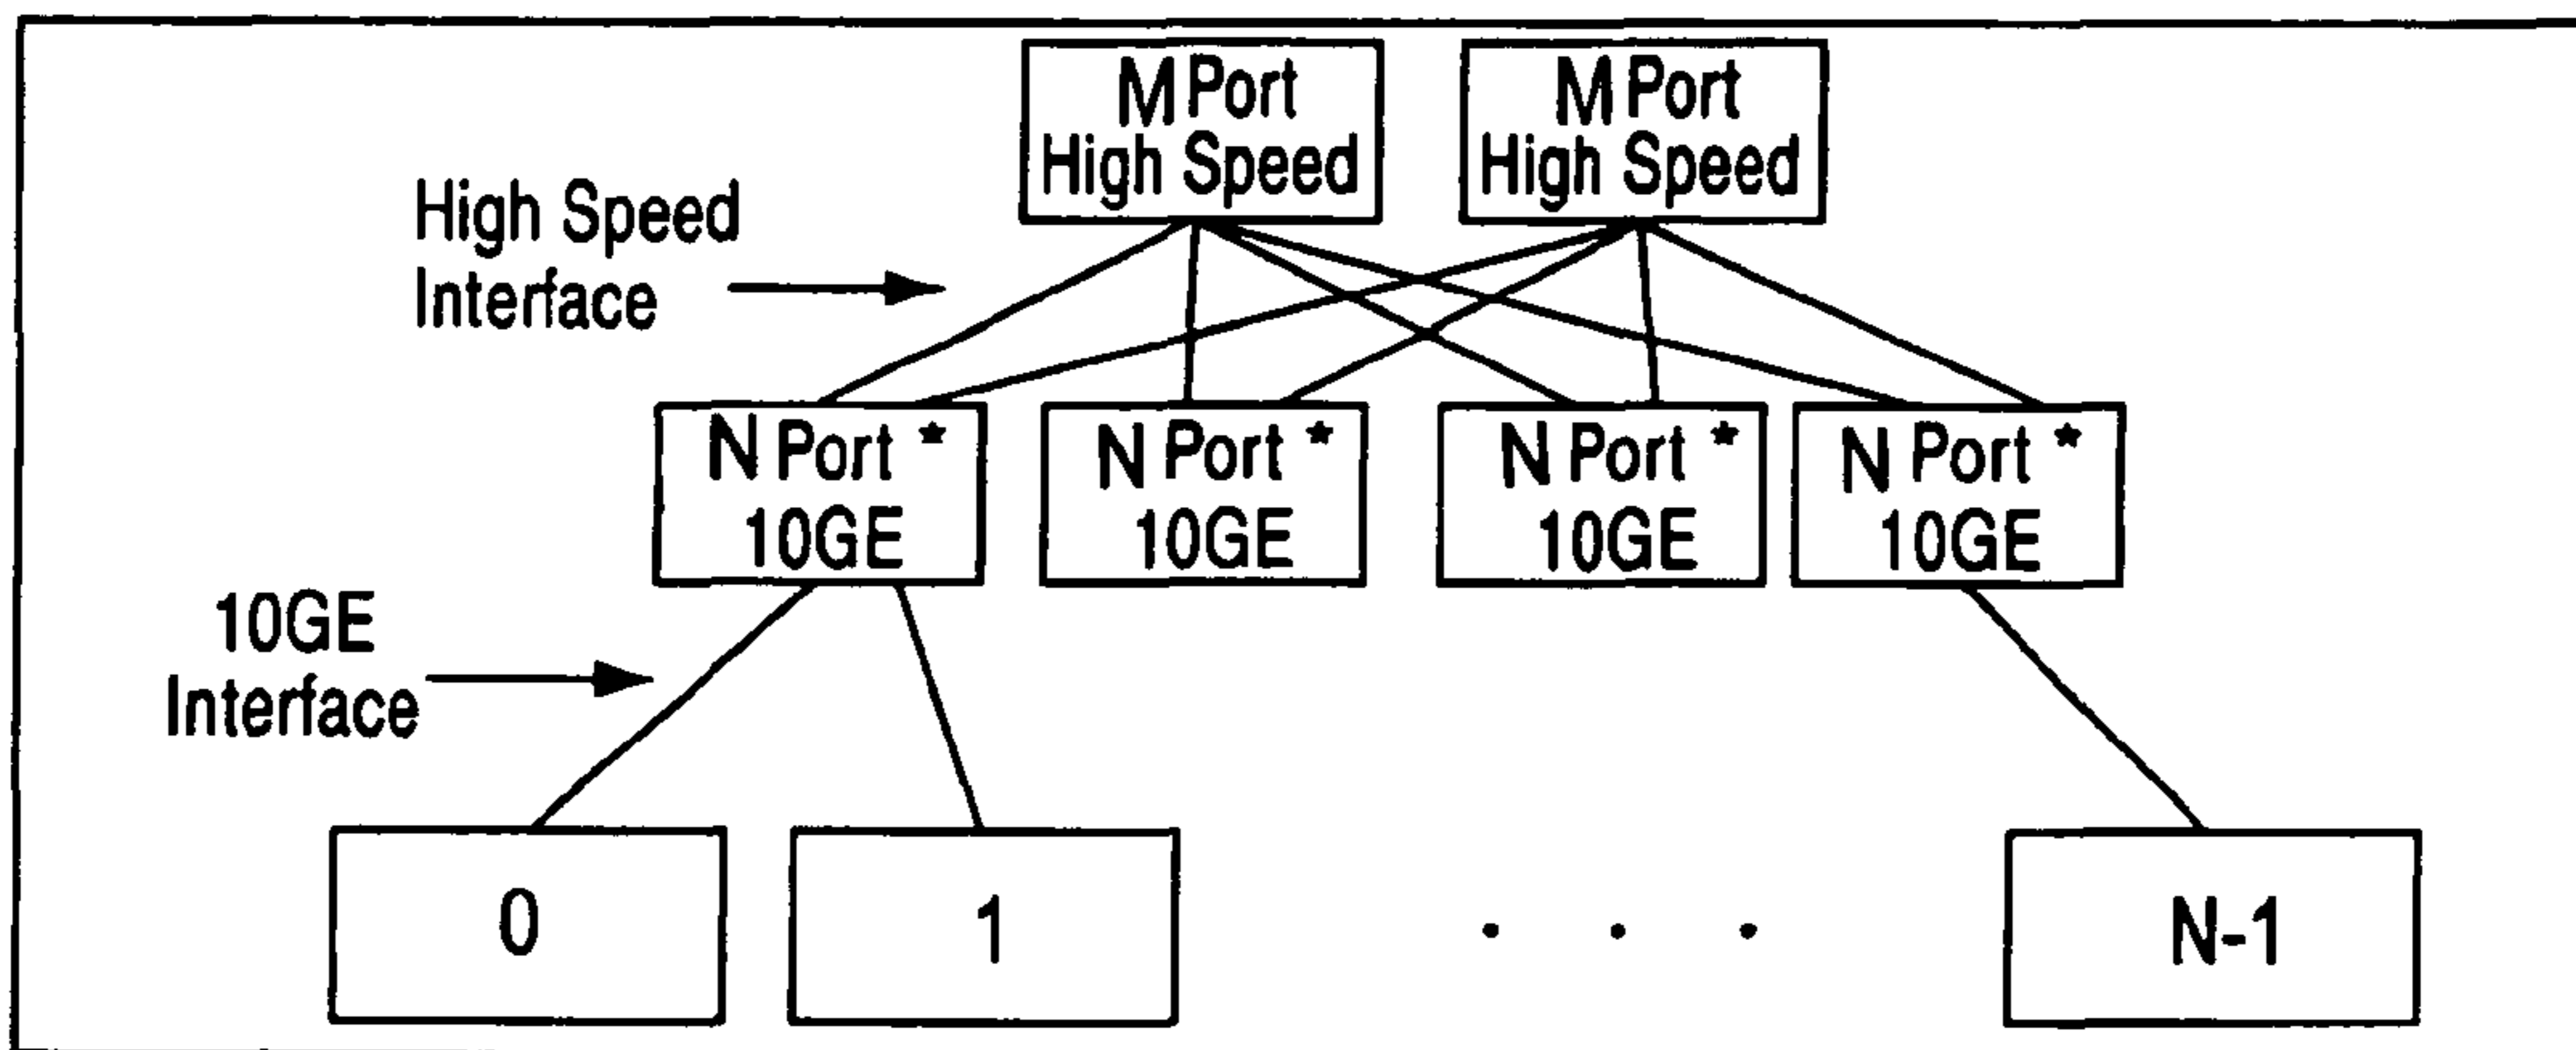 M Port
High Speed
M Port
High Speed
High Speed
Interface
N Port *
10GE
N Port *
10GE
N Port *
10GE
N Port *
10GE
10GE
Interface
0
1
. . .
N-1